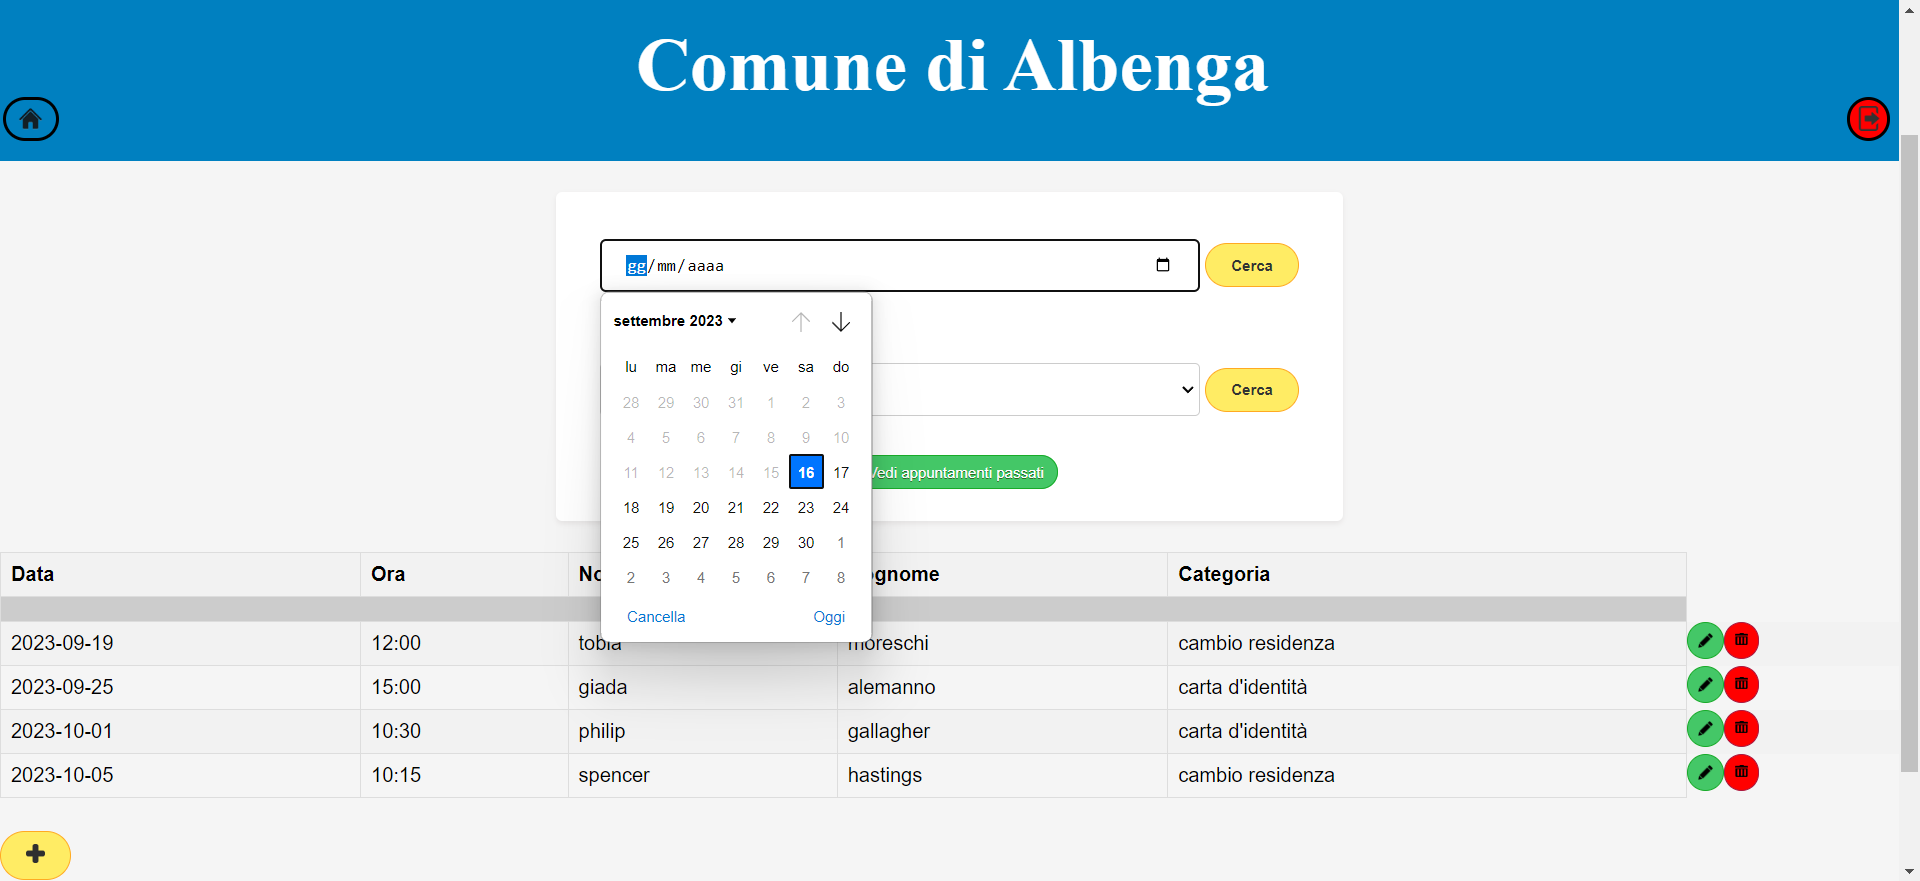 Comune di Albenga
gg/mm/aaaa
Cerca
settembre 2023
lu ma me gi ve sa do
28 29 30 31 1 2 3
4 5 6 7 8 9 10
11 12 13 14 15 16 17
18 19 20 21 22 23 24
25 26 27 28 29 30 1
2 3 4 5 6 7 8
Cancella Oggi
Cerca
Vedi appuntamenti passati
Data Ora No ognome Categoria
2023-09-19 12:00 tobia moreschi cambio residenza
2023-09-25 15:00 giada alemanno carta d'identità
2023-10-01 10:30 philip gallagher carta d'identità
2023-10-05 10:15 spencer hastings cambio residenza